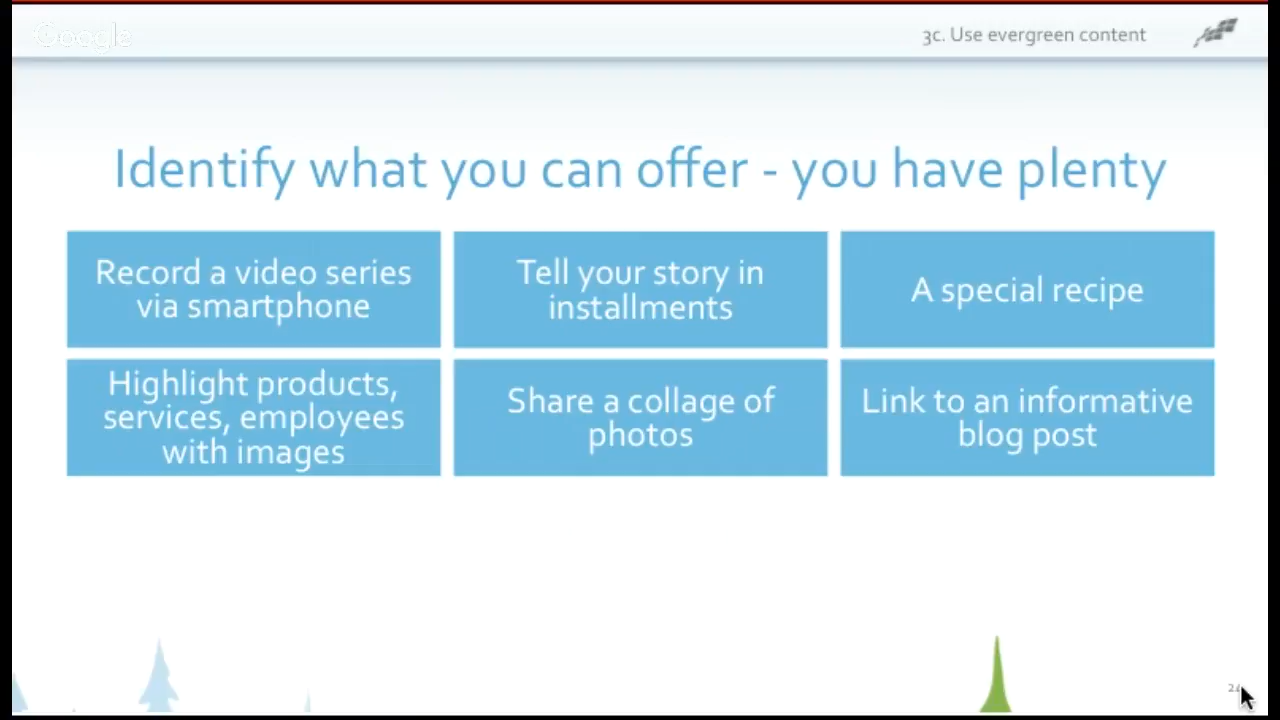 Google
3c. Use evergreen content
Identify what you can offer - you have plenty
Record a video series
via smartphone
Tell your story in
installments
A special recipe
Highlight products,
services, employees
with images
Share a collage of
photos
Link to an informative
blog post